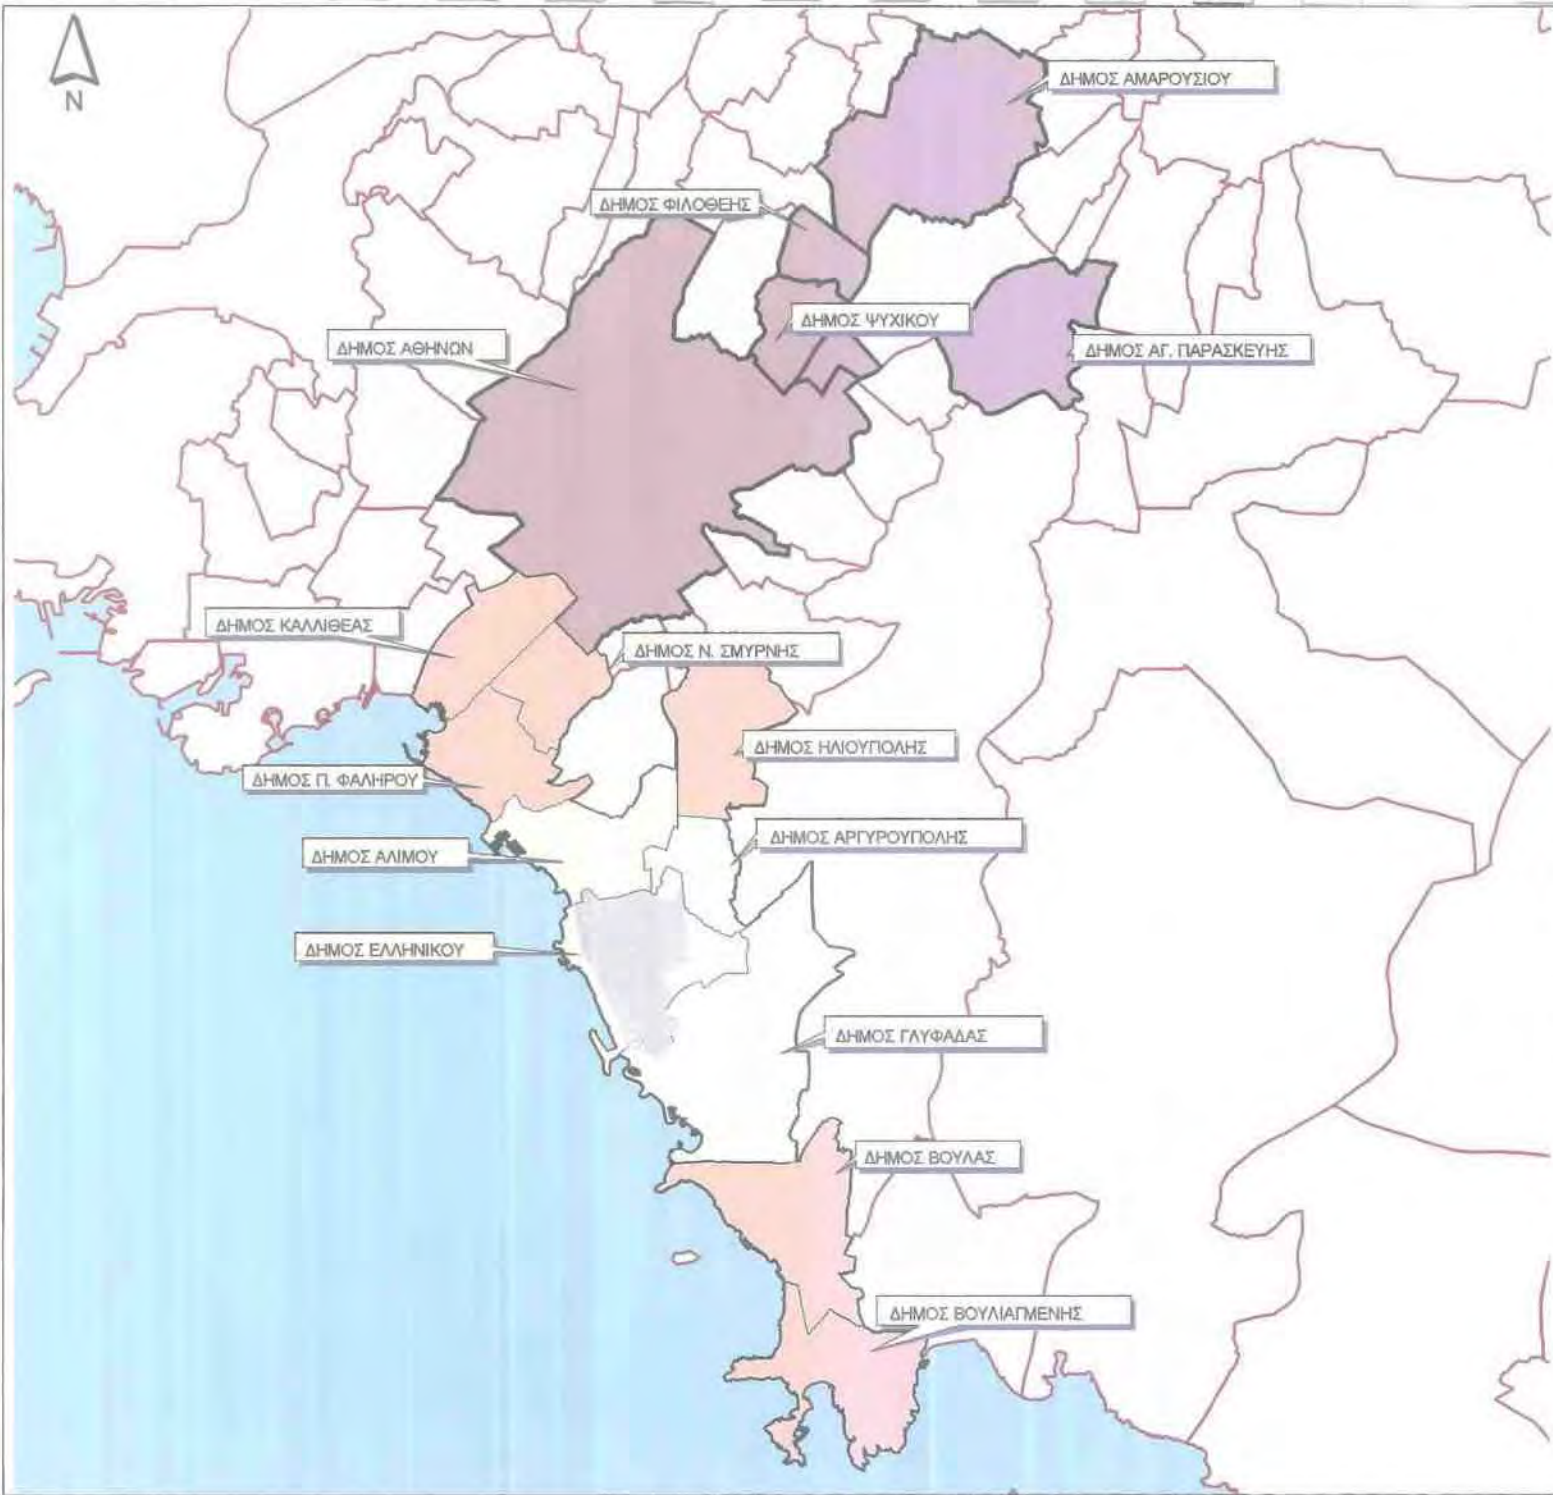 N
ΔΗΜΟΣ ΑΜΑΡΟΥΣΙΟΥ
ΔΗΜΟΣ ΦΙΛΟΘΕΗΣ
ΔΗΜΟΣ ΨΥΧΙΚΟΥ
ΔΗΜΟΣ ΑΘΗΝΩΝ
ΔΗΜΟΣ ΑΓ. ΠΑΡΑΣΚΕΥΗΣ
ΔΗΜΟΣ ΚΑΛΛΙΘΕΑΣ
ΔΗΜΟΣ Ν. ΣΜΥΡΝΗΣ
ΔΗΜΟΣ ΗΛΙΟΥΠΟΛΗΣ
ΔΗΜΟΣ Π. ΦΑΛΗΡΟΥ
ΔΗΜΟΣ ΑΡΓΥΡΟΥΠΟΛΗΣ
ΔΗΜΟΣ ΑΛΙΜΟΥ
ΔΗΜΟΣ ΕΛΛΗΝΙΚΟΥ
ΔΗΜΟΣ ΓΛΥΦΑΔΑΣ
ΔΗΜΟΣ ΒΟΥΛΑΣ
ΔΗΜΟΣ ΒΟΥΛΙΑΓΜΕΝΗΣ